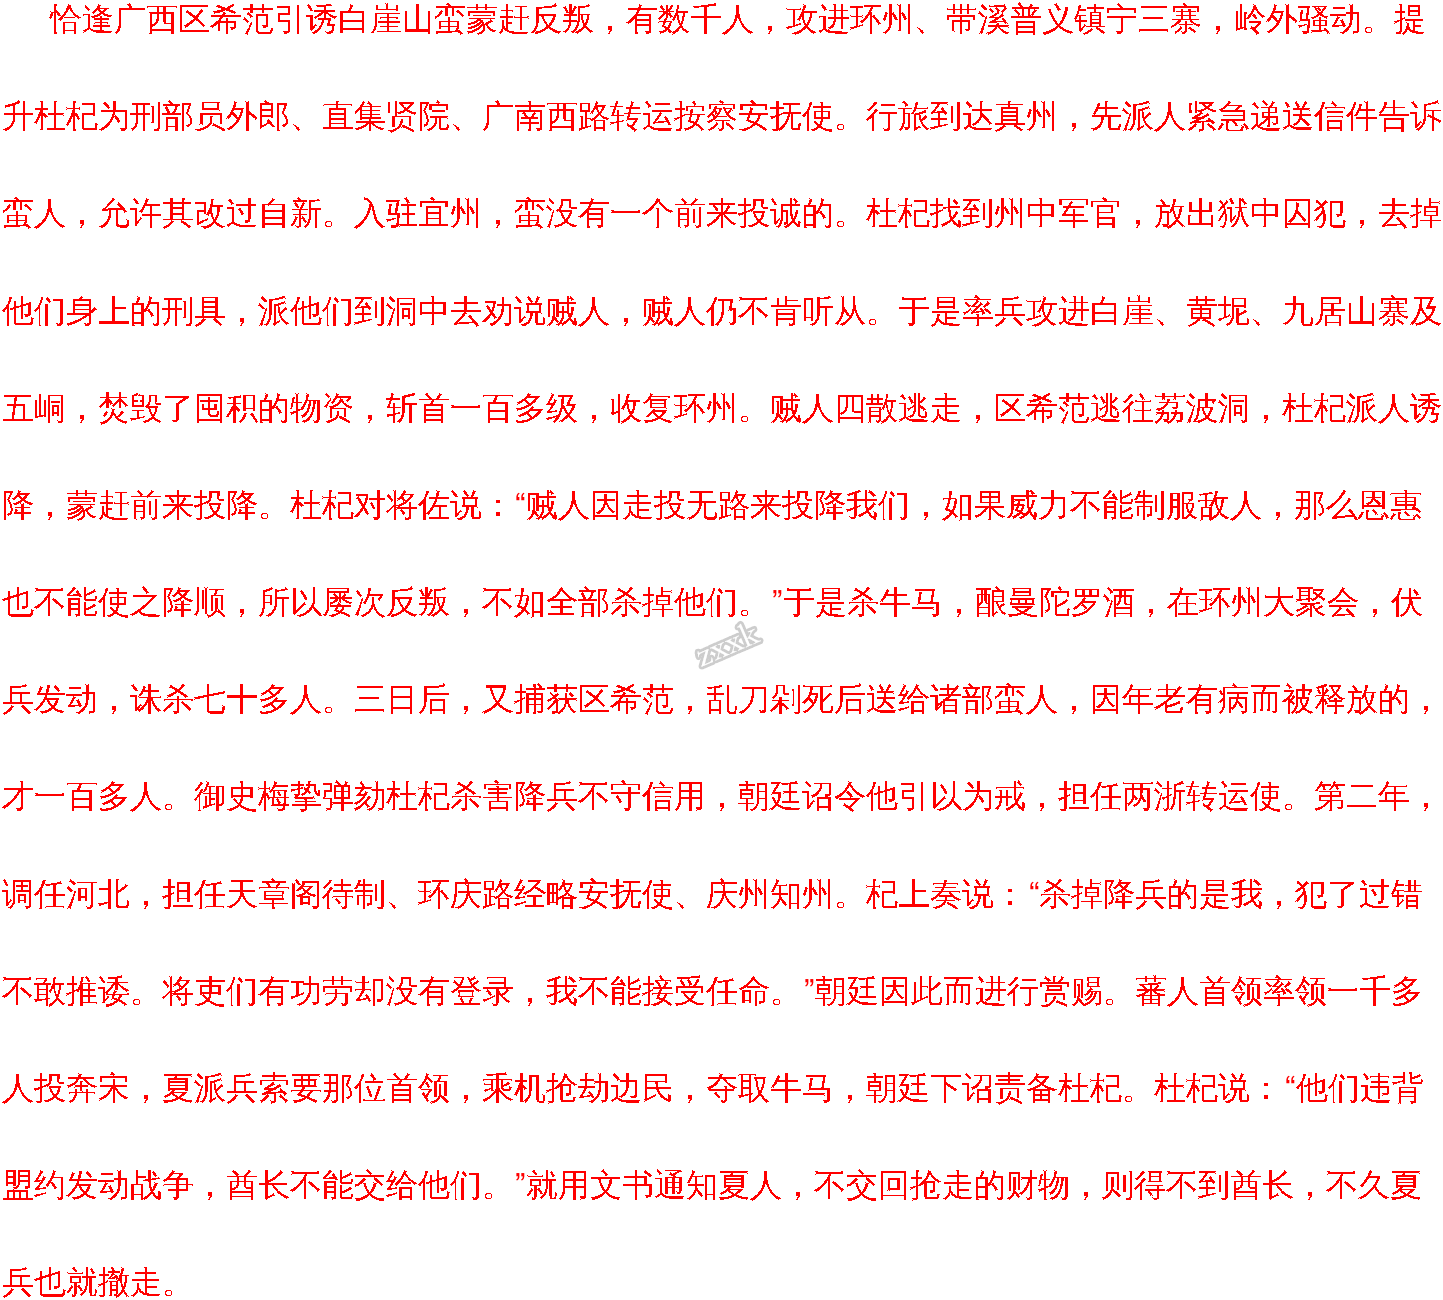 恰逢广西区希范引诱白崖山蛮蒙赶反叛，有数千人，攻进环州、带溪普义镇宁三寨，岭外骚动。提
升杜杞为刑部员外郎、直集贤院、广南西路转运按察安抚使。行旅到达真州，先派人紧急递送信件告诉
蛮人，允许其改过自新。入驻宜州，蛮没有一个前来投诚的。杜杞找到州中军官，放出狱中囚犯，去掉
他们身上的刑具，派他们到洞中去劝说贼人，贼人仍不肯听从。于是率兵攻进白崖、黄坭、九居山寨及
五峒，焚毁了囤积的物资，斩首一百多级，收复环州。贼人四散逃走，区希范逃往荔波洞，杜杞派人诱
降，蒙赶前来投降。杜杞对将佐说：“贼人因走投无路来投降我们，如果威力不能制服敌人，那么恩惠
也不能使之降顺，所以屡次反叛，不如全部杀掉他们。”于是杀牛马，酿曼陀罗酒，在环州大聚会，伏
兵发动，诛杀七十多人。三日后，又捕获区希范，乱刀剁死后送给诸部蛮人，因年老有病而被释放的，
才一百多人。御史梅挚弹劾杜杞杀害降兵不守信用，朝廷诏令他引以为戒，担任两浙转运使。第二年，
调任河北，担任天章阁待制、环庆路经略安抚使、庆州知州。杞上奏说：“杀掉降兵的是我，犯了过错
不敢推诿。将吏们有功劳却没有登录，我不能接受任命。”朝廷因此而进行赏赐。蕃人首领率领一千多
人投奔宋，夏派兵索要那位首领，乘机抢劫边民，夺取牛马，朝廷下诏责备杜杞。杜杞说：“他们违背
盟约发动战争，酋长不能交给他们。”就用文书通知夏人，不交回抢走的财物，则得不到酋长，不久夏
兵也就撤走。
zxxk